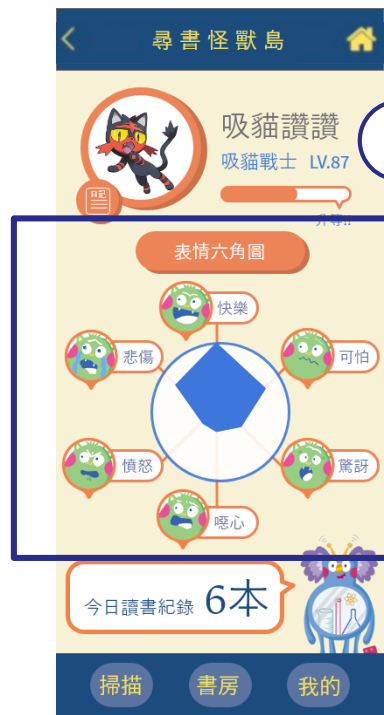 尋書怪獸島
吸貓讚讚
吸貓戰士 LV.87
日記
升等!!
表情六角圖
快樂
悲傷
可怕
憤怒
驚訝
噁心
今日讀書紀錄 6本
掃描
書房
我的